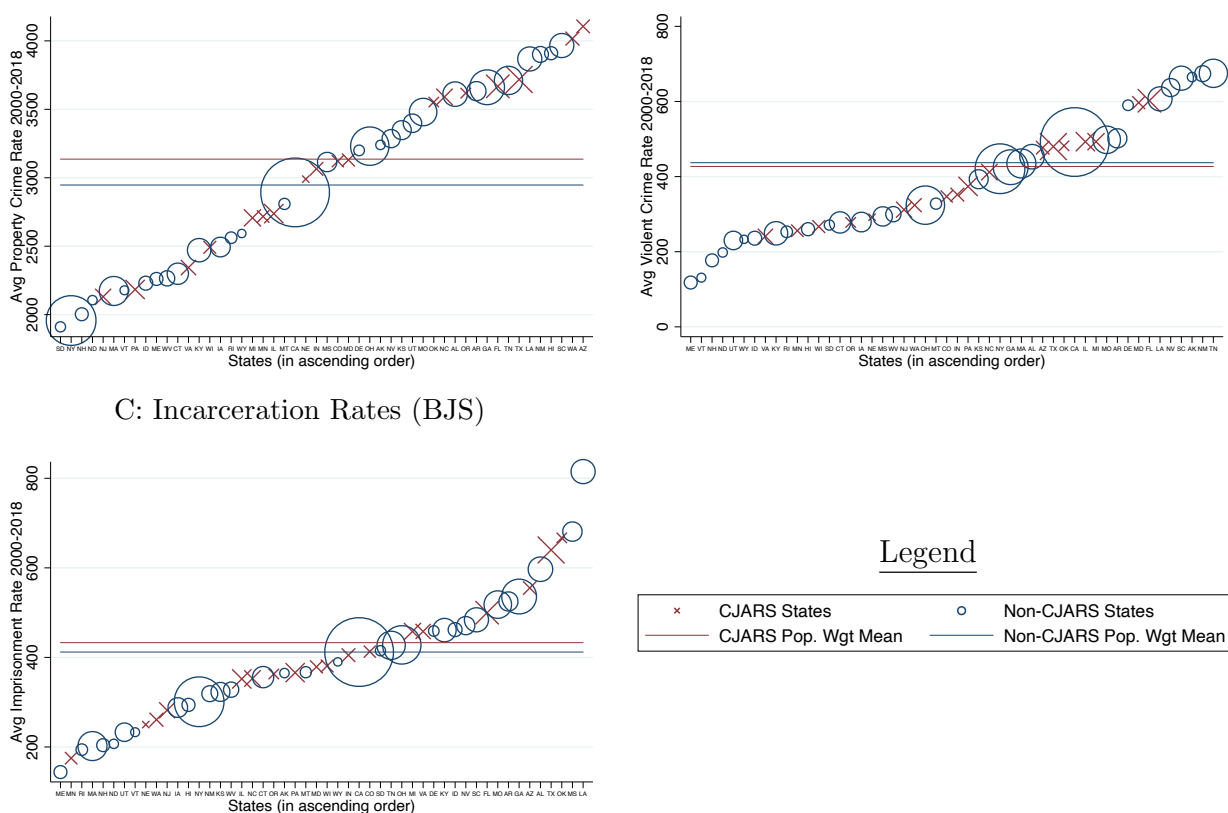 Avg Property Crime Rate 2000-2018
4000
3500
3000
2500
2000
SD NY NH ND NJ MA VT PA ID ME WV CT VA KY WI IA RI WY MI MN IL MT CA NE IN MS CO MD DE OH AK NV KS UT MO OK NC AL OR AR GA FL TN TX LA NM HI SC WA AZ
States (in ascending order)
Avg Violent Crime Rate 2000-2018
800
600
400
200
0
ME VT NH ND UT WY ID VA KY RI MN HI WI SD CT OR IA NE MS WV NJ WA OH MT CO IN PA KS NC NY GA MA AL AZ TX OK CA IL MI MO AR DE MD FL LA NV SC AK NM TN
States (in ascending order)
C: Incarceration Rates (BJS)
Avg Imprisonment Rate 2000-2018
800
600
400
200
ME MN RI MA NH ND UT VT NE WA NJ IA HI NY NM KS WV IL NC CT OR AK PA MT MD WI WY IN CA CO SD TN OH MI VA DE KY ID NV SC FL MO AR GA AZ AL TX OK MS LA
States (in ascending order)
Legend
CJARS States
Non-CJARS States
CJARS Pop. Wgt Mean
Non-CJARS Pop. Wgt Mean